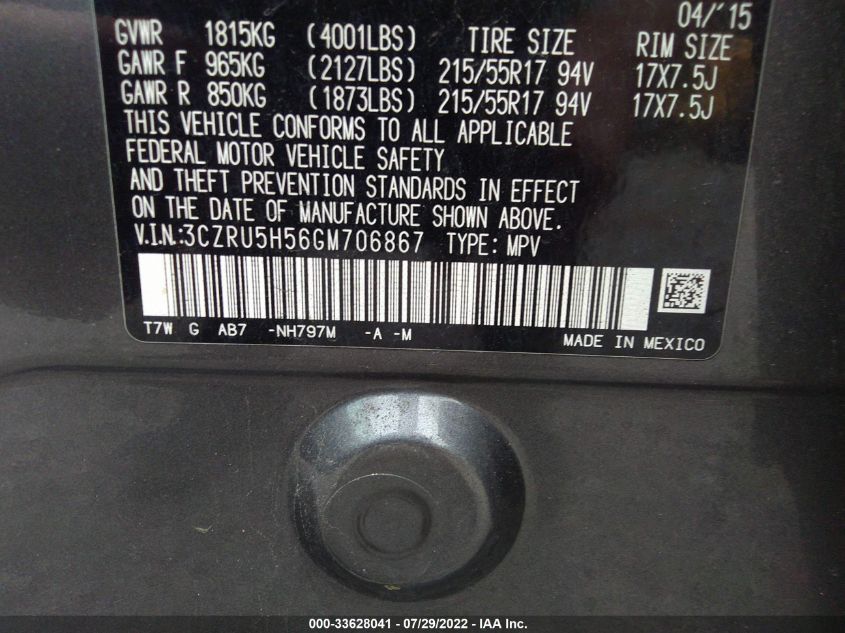 04/'15
GVWR 1815KG (4001LBS) TIRE SIZE RIM SIZE
GAWR F 965KG (2127LBS) 215/55R17 94V 17X7.5J
GAWR R 850KG (1873LBS) 215/55R17 94V 17X7.5J
THIS VEHICLE CONFORMS TO ALL APPLICABLE
FEDERAL MOTOR VEHICLE SAFETY
AND THEFT PREVENTION STANDARDS IN EFFECT
ON THE DATE OF MANUFACTURE SHOWN ABOVE.
V.I.N.:3CZRU5H56GM706867 TYPE: MPV
T7W G AB7 -NH797M -A -M MADE IN MEXICO
000-33628041 - 07/29/2022 - IAA Inc.